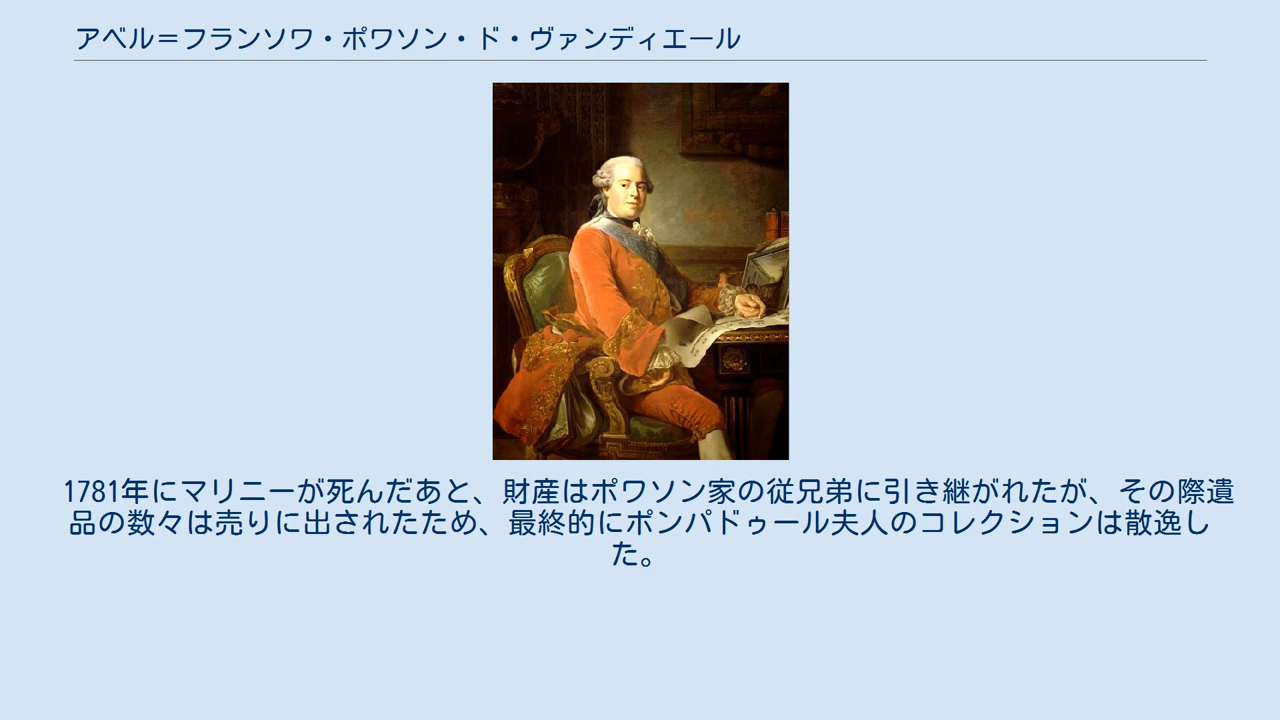 アベル＝フランソワ・ポワソン・ド・ヴァンディエール
1781年にマリニーが死んだあと、財産はポワソン家の従兄弟に引き継がれたが、その際遺
品の数々は売りに出されたため、最終的にポンパドゥール夫人のコレクションは散逸し
た。